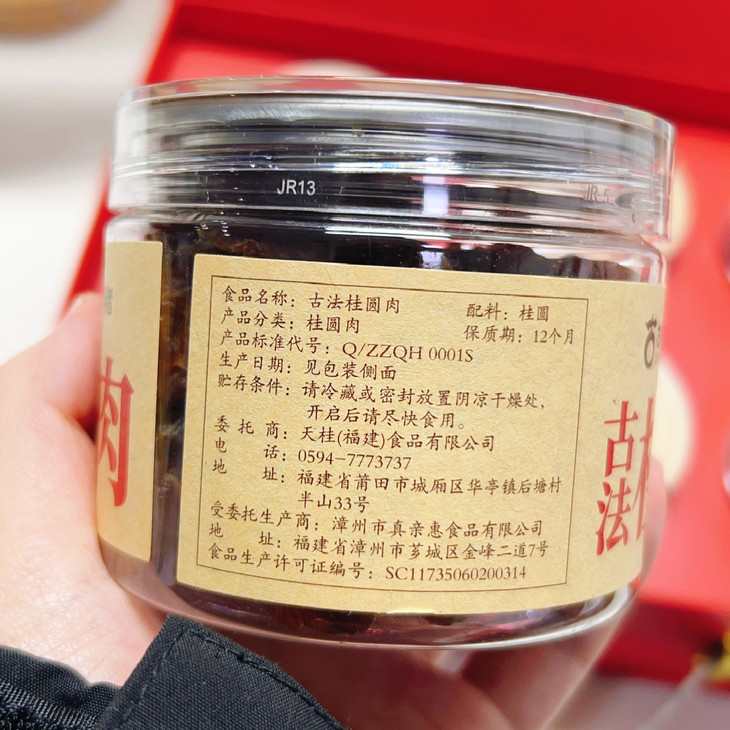 JR13
食品名称：古法桂圆肉 配料：桂圆
产品分类：桂圆肉 保质期：12个月
产品标准代号：Q/ZZQH 0001S
生产日期：见包装侧面
贮存条件：请冷藏或密封放置阴凉干燥处，
开启后请尽快食用。
委托商：天桂(福建)食品有限公司
电话：0594-7773737
地址：福建省莆田市城厢区华亭镇后塘村
半山33号
受委托生产商：漳州市真亲惠食品有限公司
地址：福建省漳州市芗城区金峰二道7号
食品生产许可证编号：SC11735060200314
肉
古法